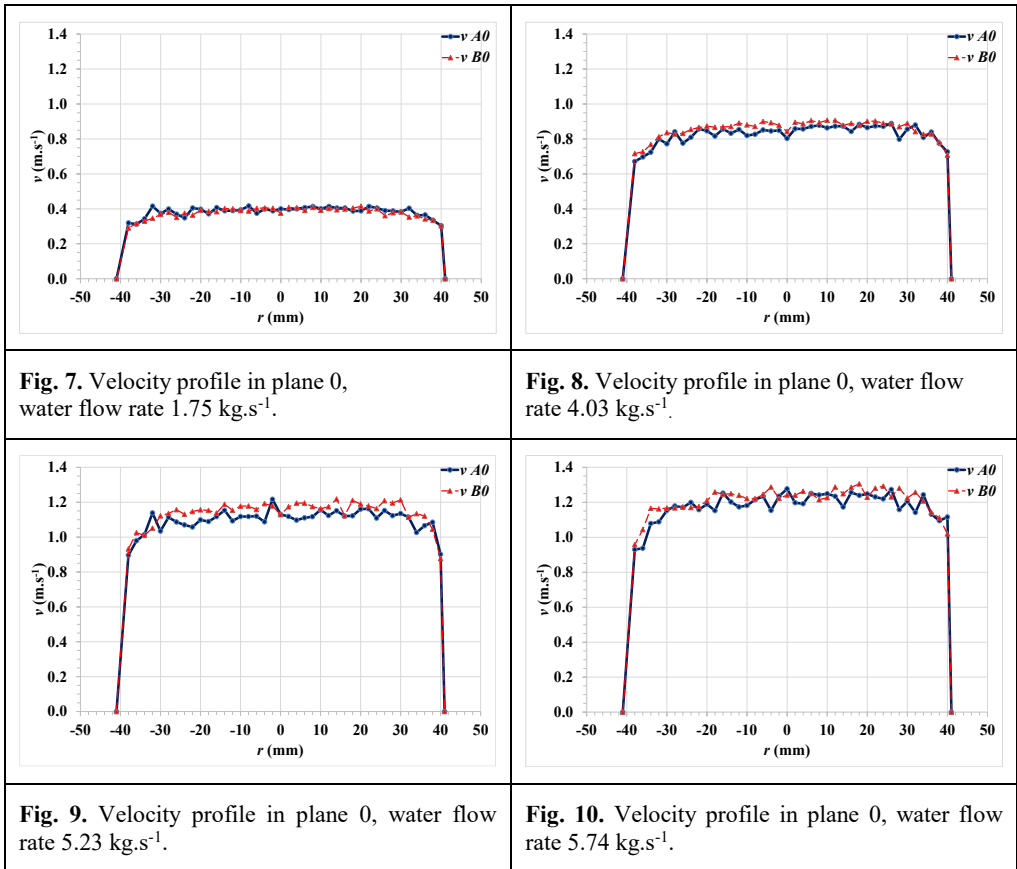 1.4
1.2
1.0
0.8
0.6
0.4
0.2
0.0
v (m.s-1)
-50 -40 -30 -20 -10 0 10 20 30 40 50
r (mm)
v A0
v B0
1.4
1.2
1.0
0.8
0.6
0.4
0.2
0.0
v (m.s-1)
-50 -40 -30 -20 -10 0 10 20 30 40 50
r (mm)
v A0
v B0
Fig. 7. Velocity profile in plane 0,
water flow rate 1.75 kg.s-1.
Fig. 8. Velocity profile in plane 0, water flow
rate 4.03 kg.s-1.
1.4
1.2
1.0
0.8
0.6
0.4
0.2
0.0
v (m.s-1)
-50 -40 -30 -20 -10 0 10 20 30 40 50
r (mm)
v A0
v B0
1.4
1.2
1.0
0.8
0.6
0.4
0.2
0.0
v (m.s-1)
-50 -40 -30 -20 -10 0 10 20 30 40 50
r (mm)
v A0
v B0
Fig. 9. Velocity profile in plane 0, water flow
rate 5.23 kg.s-1.
Fig. 10. Velocity profile in plane 0, water flow
rate 5.74 kg.s-1.